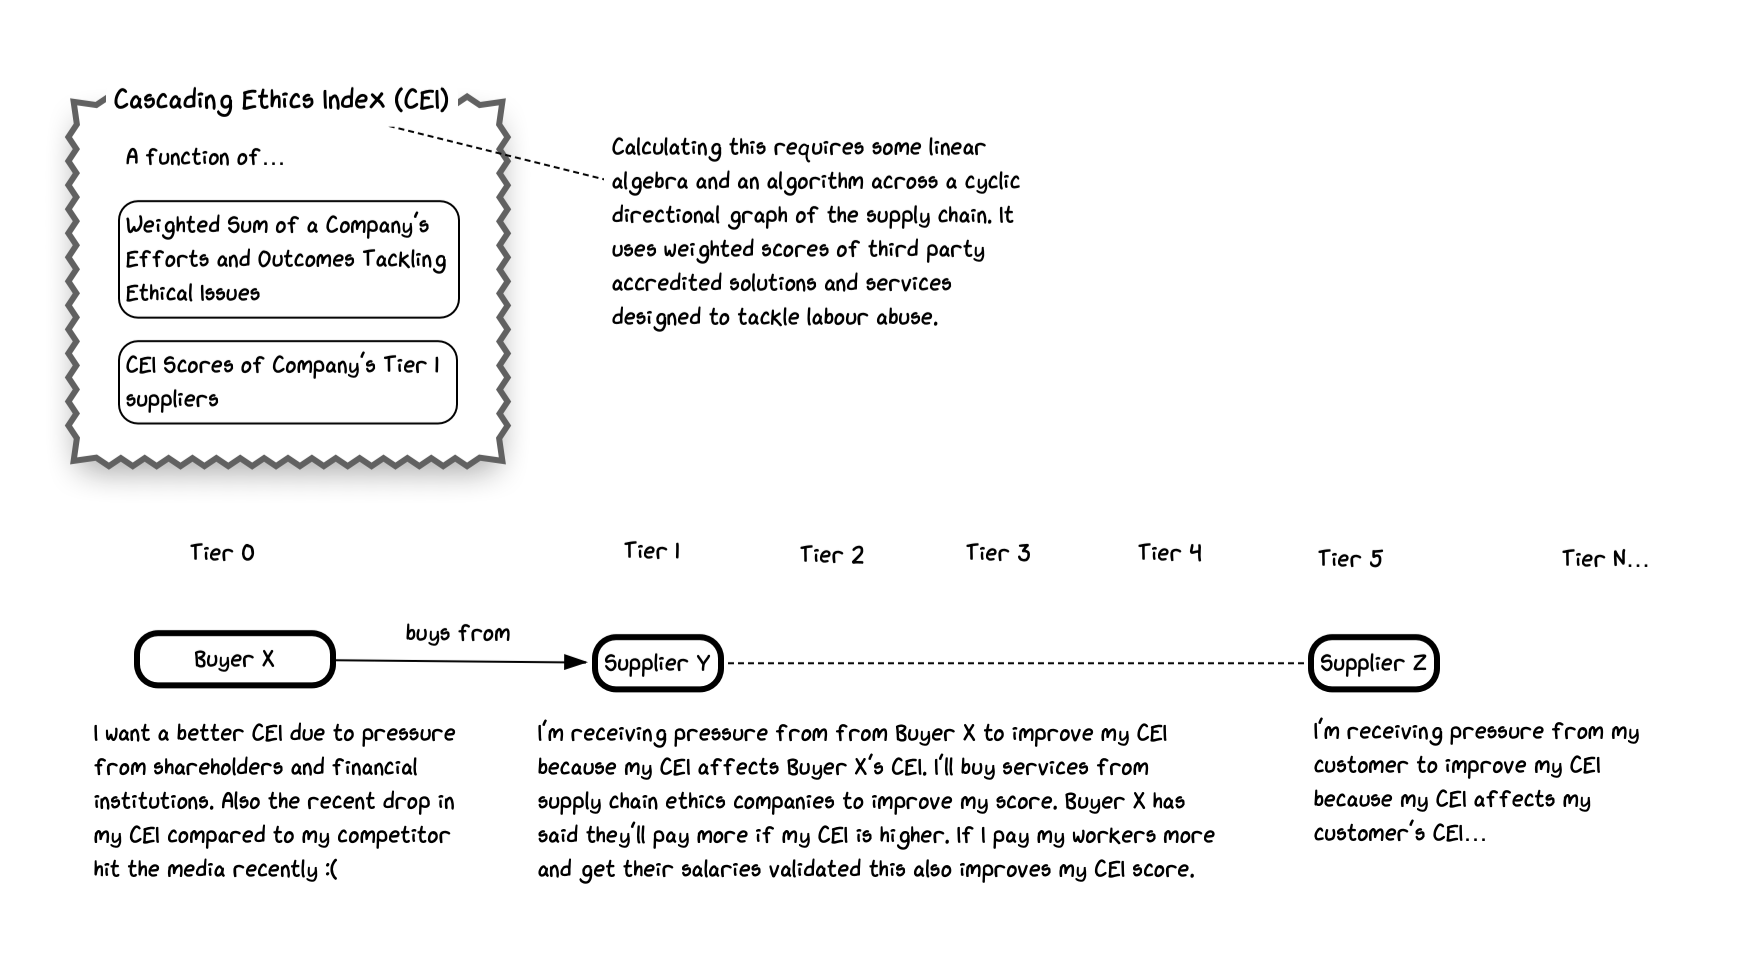 Cascading Ethics Index (CEI)
A function of...
Weighted Sum of a Company's
Efforts and Outcomes Tackling
Ethical Issues
CEI Scores of Company's Tier 1
suppliers
Calculating this requires some linear
algebra and an algorithm across a cyclic
directional graph of the supply chain. It
uses weighted scores of third party
accredited solutions and services
designed to tackle labour abuse.
Tier 0
Tier 1
Tier 2
Tier 3
Tier 4
Tier 5
Tier N...
Buyer X
buys from
Supplier Y
Supplier Z
I want a better CEI due to pressure
from shareholders and financial
institutions. Also the recent drop in
my CEI compared to my competitor
hit the media recently :(
I'm receiving pressure from from Buyer X to improve my CEI
because my CEI affects Buyer X's CEI. I'll buy services from
supply chain ethics companies to improve my score. Buyer X has
said they'll pay more if my CEI is higher. If I pay my workers more
and get their salaries validated this also improves my CEI score.
I'm receiving pressure from my
customer to improve my CEI
because my CEI affects my
customer's CEI...